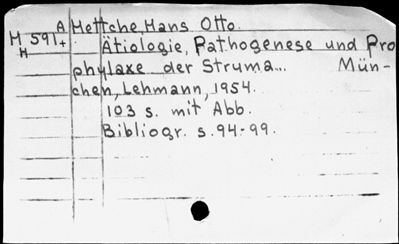 A Mettche, Hans Otto.
M 591+ Ätiologie, Pathogenese und Pro
H phylaxe der Struma... Mün-
chen, Lehmann, 1954.
103 s. mit Abb.
Bibliogr. s. 94-99.